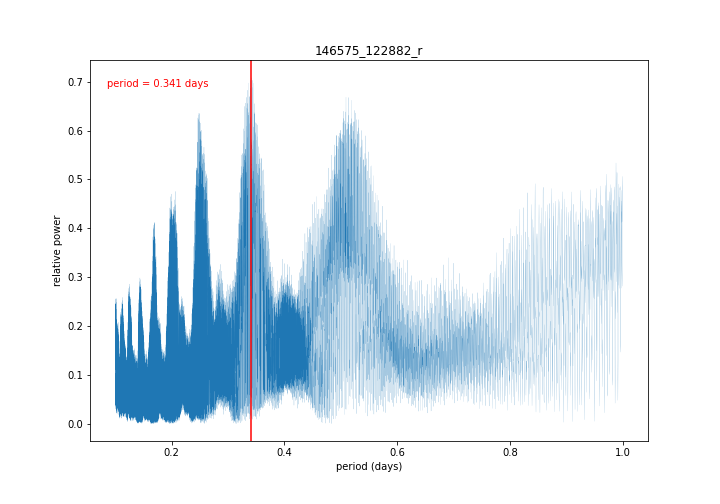 146575_122882_r
period = 0.341 days
relative power
0.7
0.6
0.5
0.4
0.3
0.2
0.1
0.0
0.2 0.4 0.6 0.8 1.0
period (days)